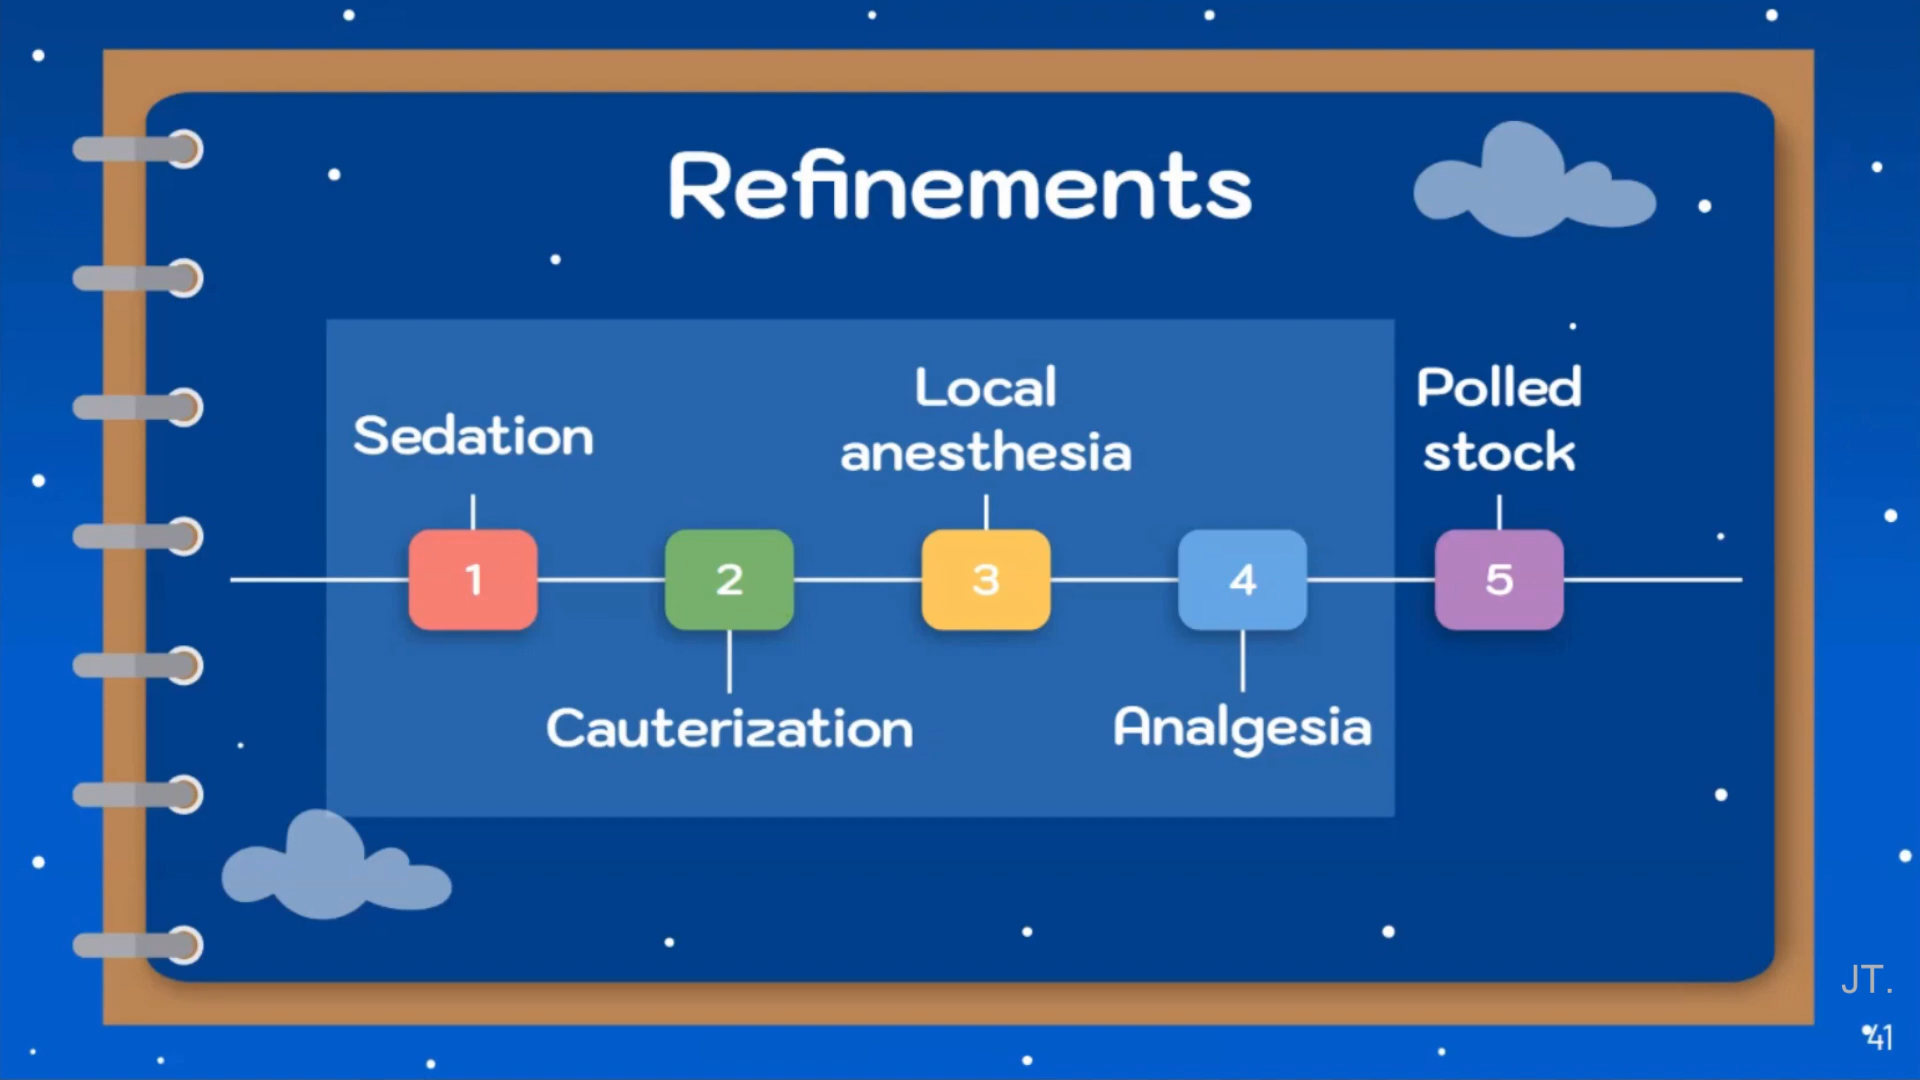 Refinements
Sedation
Local
anesthesia
Polled
stock
1
2
3
4
5
Cauterization
Analgesia
JT.
41